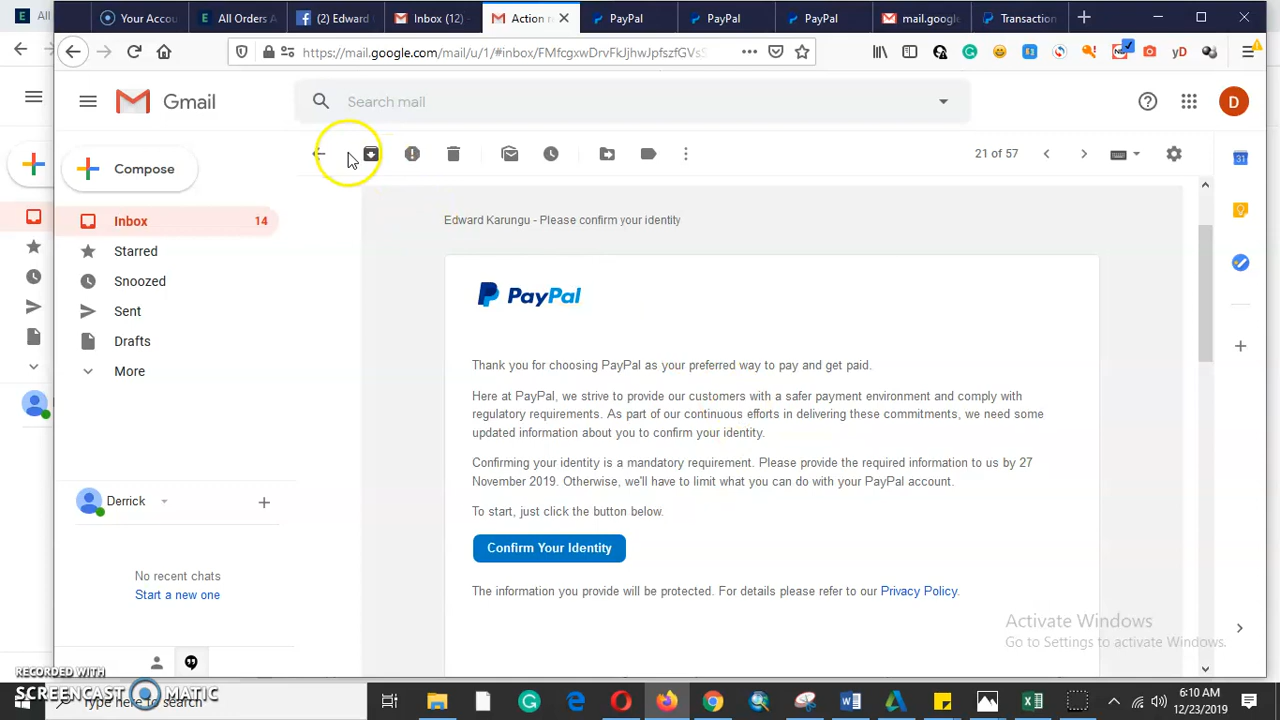 All
Your Accou
All Orders A
(2) Edward
Inbox (12)
Action r
PayPal
PayPal
PayPal
mail.google
Transaction
https://mail.google.com/mail/u/1/#inbox/FMfcgxwDrvFkJjhwJpfszfGVsS
yD
Gmail
Search mail
D
Compose
21 of 57
Inbox 14
Starred
Snoozed
Sent
Drafts
More
Edward Karungu - Please confirm your identity
PayPal
Thank you for choosing PayPal as your preferred way to pay and get paid.
Here at PayPal, we strive to provide our customers with a safer payment environment and comply with
regulatory requirements. As part of our continuous efforts in delivering these commitments, we need some
updated information about you to confirm your identity.
Confirming your identity is a mandatory requirement. Please provide the required information to us by 27
November 2019. Otherwise, we'll have to limit what you can do with your PayPal account.
To start, just click the button below.
Confirm Your Identity
The information you provide will be protected. For details please refer to our Privacy Policy.
Derrick
No recent chats
Start a new one
Activate Windows
Go to Settings to activate Windows.
RECORDED WITH
SCREENCAST MATIC
Type here to search
6:10 AM
12/23/2019